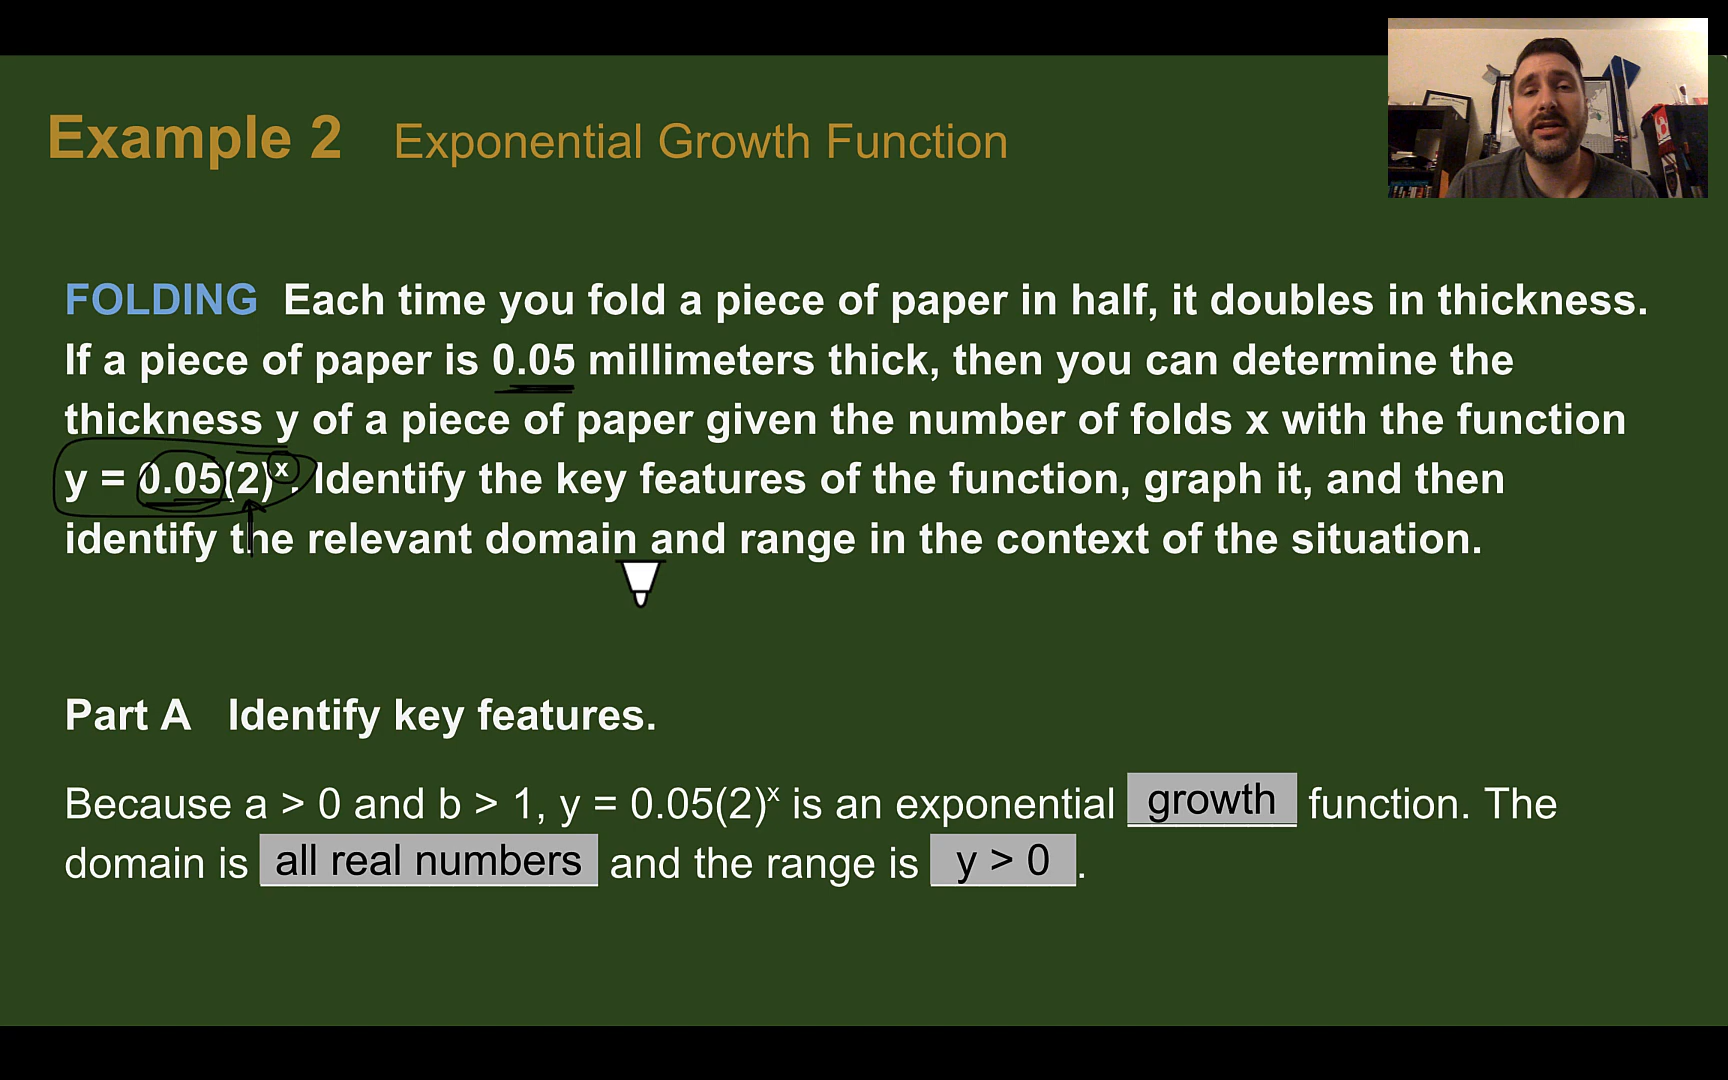 Example 2 Exponential Growth Function
FOLDING Each time you fold a piece of paper in half, it doubles in thickness.
If a piece of paper is 0.05 millimeters thick, then you can determine the
thickness y of a piece of paper given the number of folds x with the function
y = 0.05(2)ˣ. Identify the key features of the function, graph it, and then
identify the relevant domain and range in the context of the situation.
Part A Identify key features.
Because a > 0 and b > 1, y = 0.05(2)ˣ is an exponential growth function. The
domain is all real numbers and the range is y > 0.